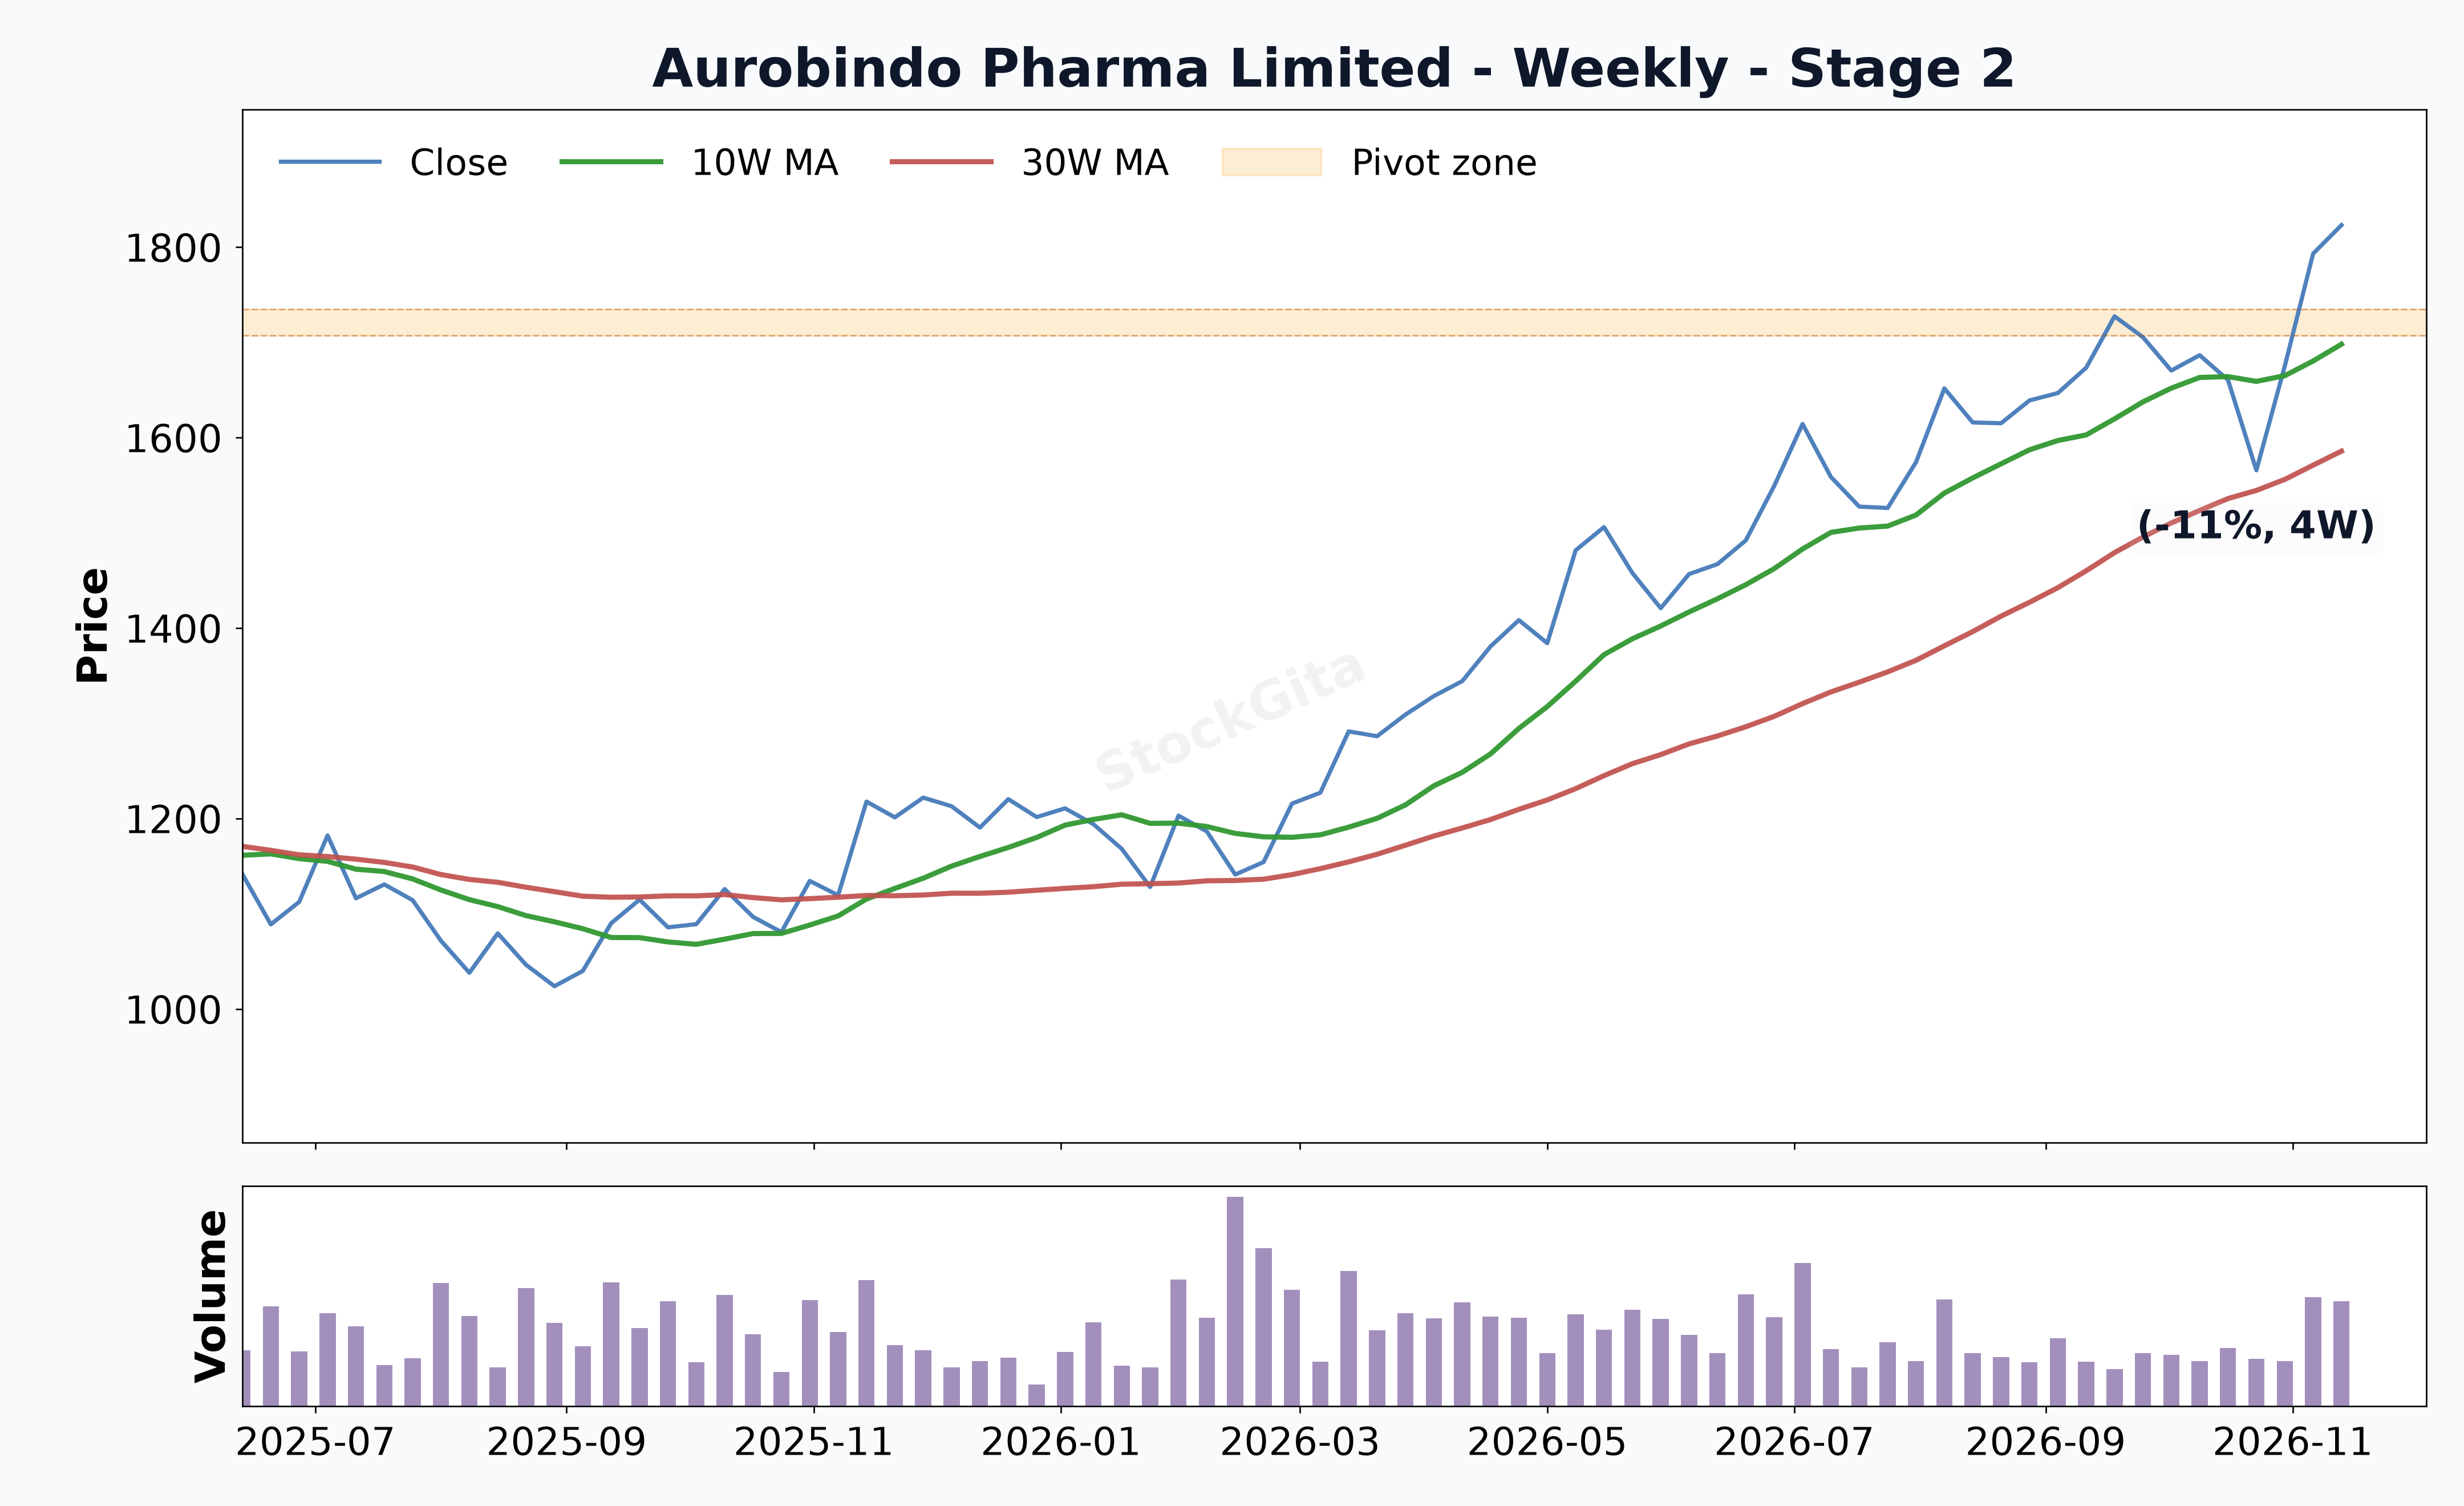 Aurobindo Pharma Limited - Weekly - Stage 2
Close 10W MA 30W MA Pivot zone
1800
1600
1400
1200
1000
Price
(-11%, 4W)
StockGita
Volume
2025-07 2025-09 2025-11 2026-01 2026-03 2026-05 2026-07 2026-09 2026-11